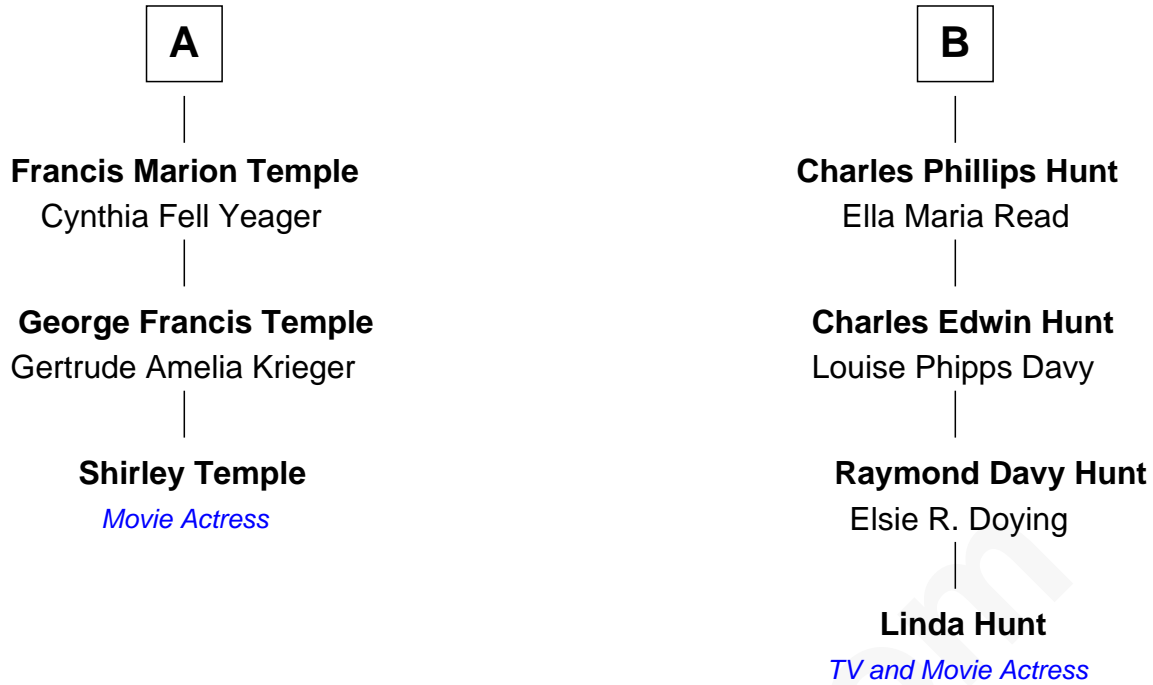 A
Francis Marion Temple
Cynthia Fell Yeager
George Francis Temple
Gertrude Amelia Krieger
Shirley Temple
Movie Actress
B
Charles Phillips Hunt
Ella Maria Read
Charles Edwin Hunt
Louise Phipps Davy
Raymond Davy Hunt
Elsie R. Doying
Linda Hunt
TV and Movie Actress